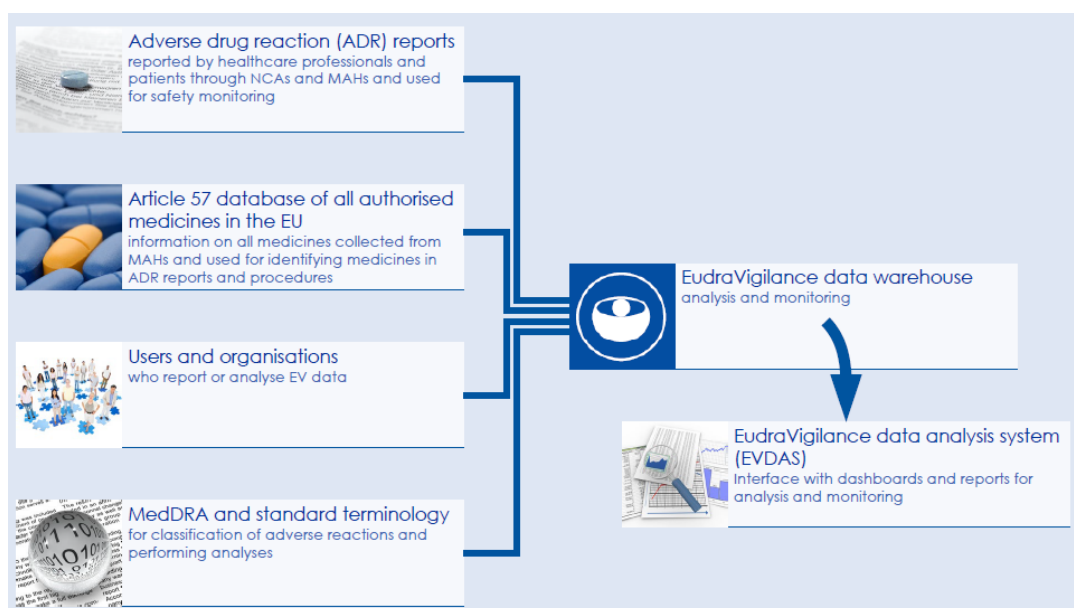 Adverse drug reaction (ADR) reports
reported by healthcare professionals and
patients through NCAs and MAHs and used
for safety monitoring
Article 57 database of all authorised
medicines in the EU
information on all medicines collected from
MAHs and used for identifying medicines in
ADR reports and procedures
Users and organisations
who report or analyse EV data
MedDRA and standard terminology
for classification of adverse reactions and
performing analyses
EudraVigilance data warehouse
analysis and monitoring
EudraVigilance data analysis system
(EVDAS)
Interface with dashboards and reports for
analysis and monitoring